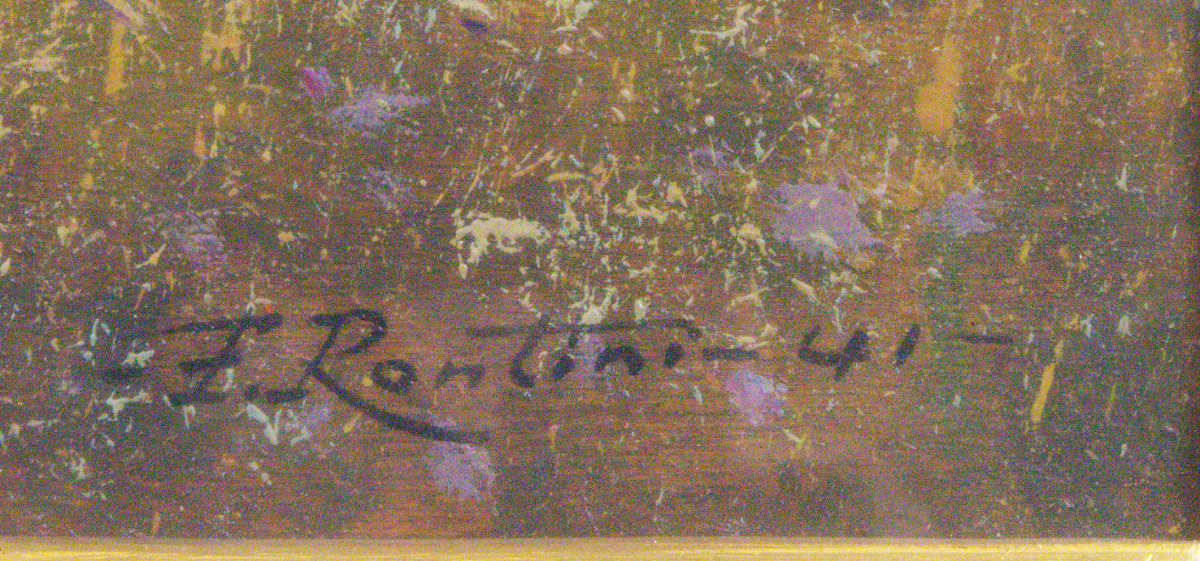 - F. Rontini - 41 -